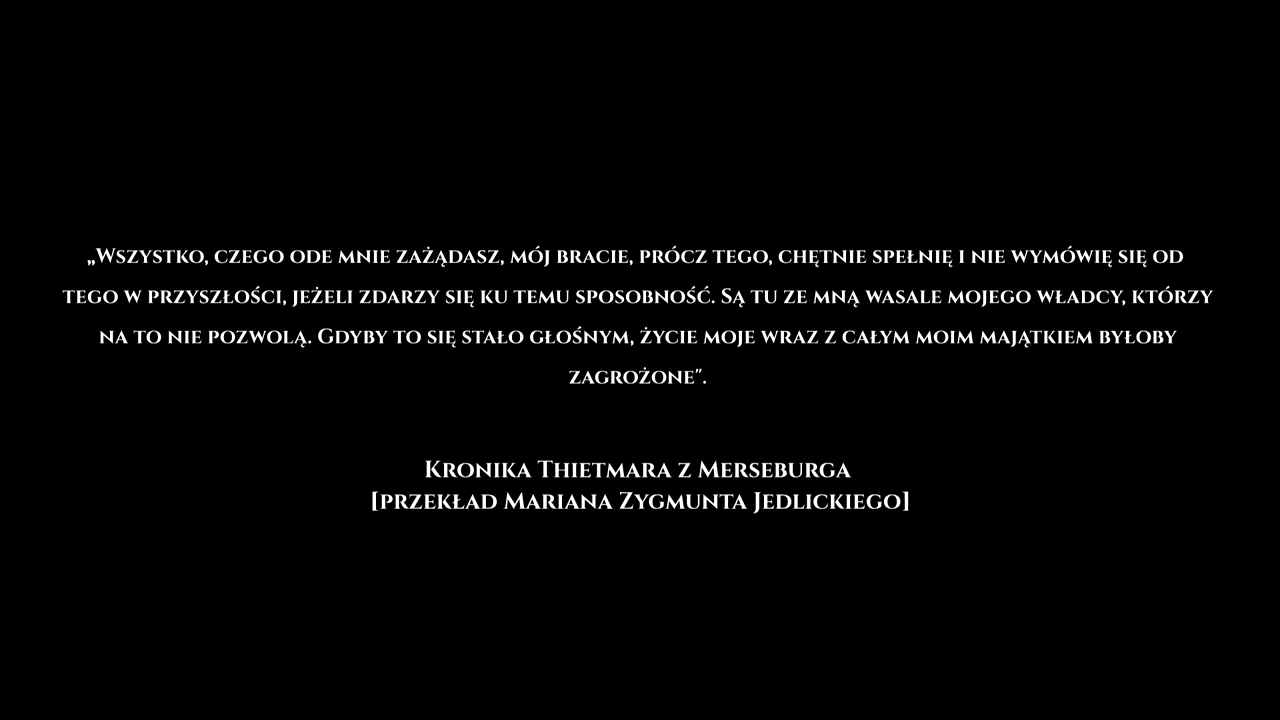 „Wszystko, czego ode mnie zażądasz, mój bracie, prócz tego, chętnie spełnię i nie wymówię się od
tego w przyszłości, jeżeli zdarzy się ku temu sposobność. Są tu ze mną wasale mojego władcy, którzy
na to nie pozwolą. Gdyby to się stało głośnym, życie moje wraz z całym moim majątkiem byłoby
zagrożone".
Kronika Thietmara z Merseburga
[przekład Mariana Zygmunta Jedlickiego]